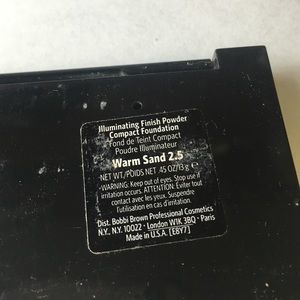 Illuminating Finish Powder
Compact Foundation
Fond de Teint Compact
Poudre Illuminateur
Warm Sand 2.5
NET WT./POIDS NET .45 OZ/13 g ℮
-WARNING: Keep out of eyes. Stop use if
irritation occurs. ATTENTION: Éviter tout
contact avec les yeux. Suspendre
l'utilisation en cas d'irritation.
Dist. Bobbi Brown Professional Cosmetics
N.Y., N.Y. 10022 · London W1K 3BQ · Paris
Made in U.S.A. [EBY7]